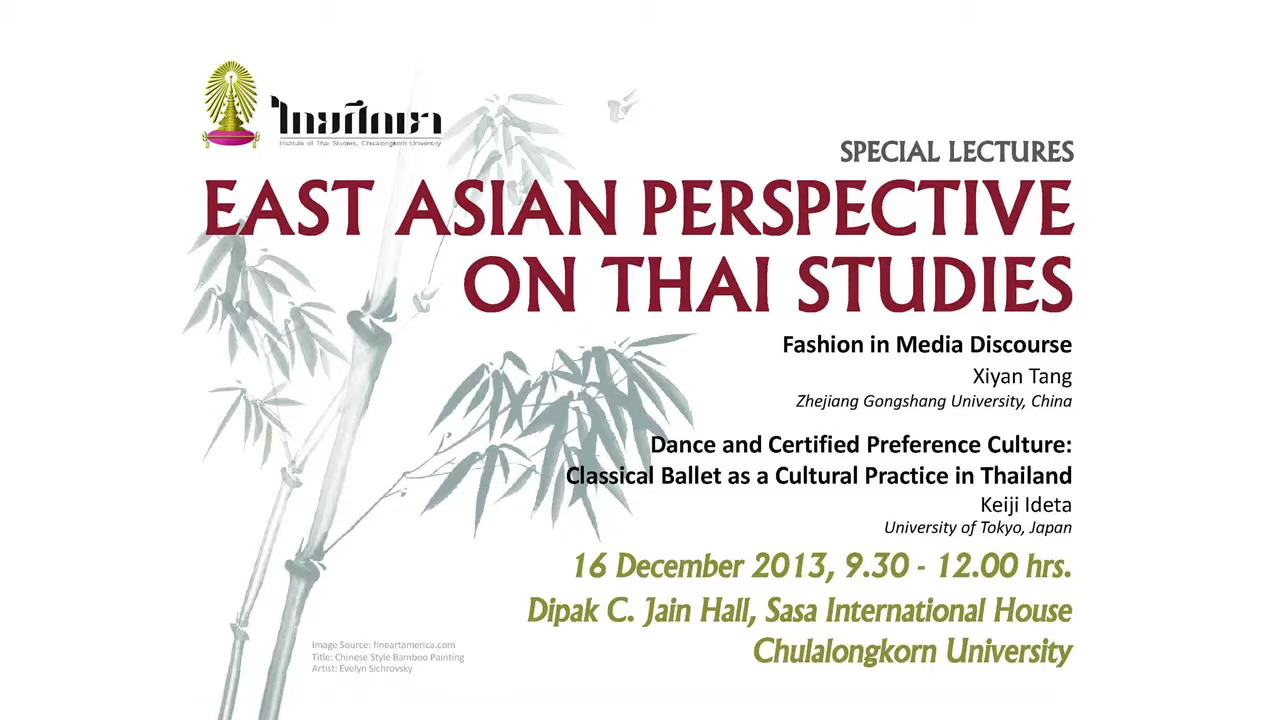 ไทยศึกษา
Institute of Thai Studies, Chulalongkorn University
SPECIAL LECTURES
EAST ASIAN PERSPECTIVE
ON THAI STUDIES
Fashion in Media Discourse
Xiyan Tang
Zhejiang Gongshang University, China
Dance and Certified Preference Culture:
Classical Ballet as a Cultural Practice in Thailand
Keiji Ideta
University of Tokyo, Japan
16 December 2013, 9.30 - 12.00 hrs.
Dipak C. Jain Hall, Sasa International House
Chulalongkorn University
Image Source: fineartamerica.com
Title: Chinese Style Bamboo Painting
Artist: Evelyn Sichrovsky